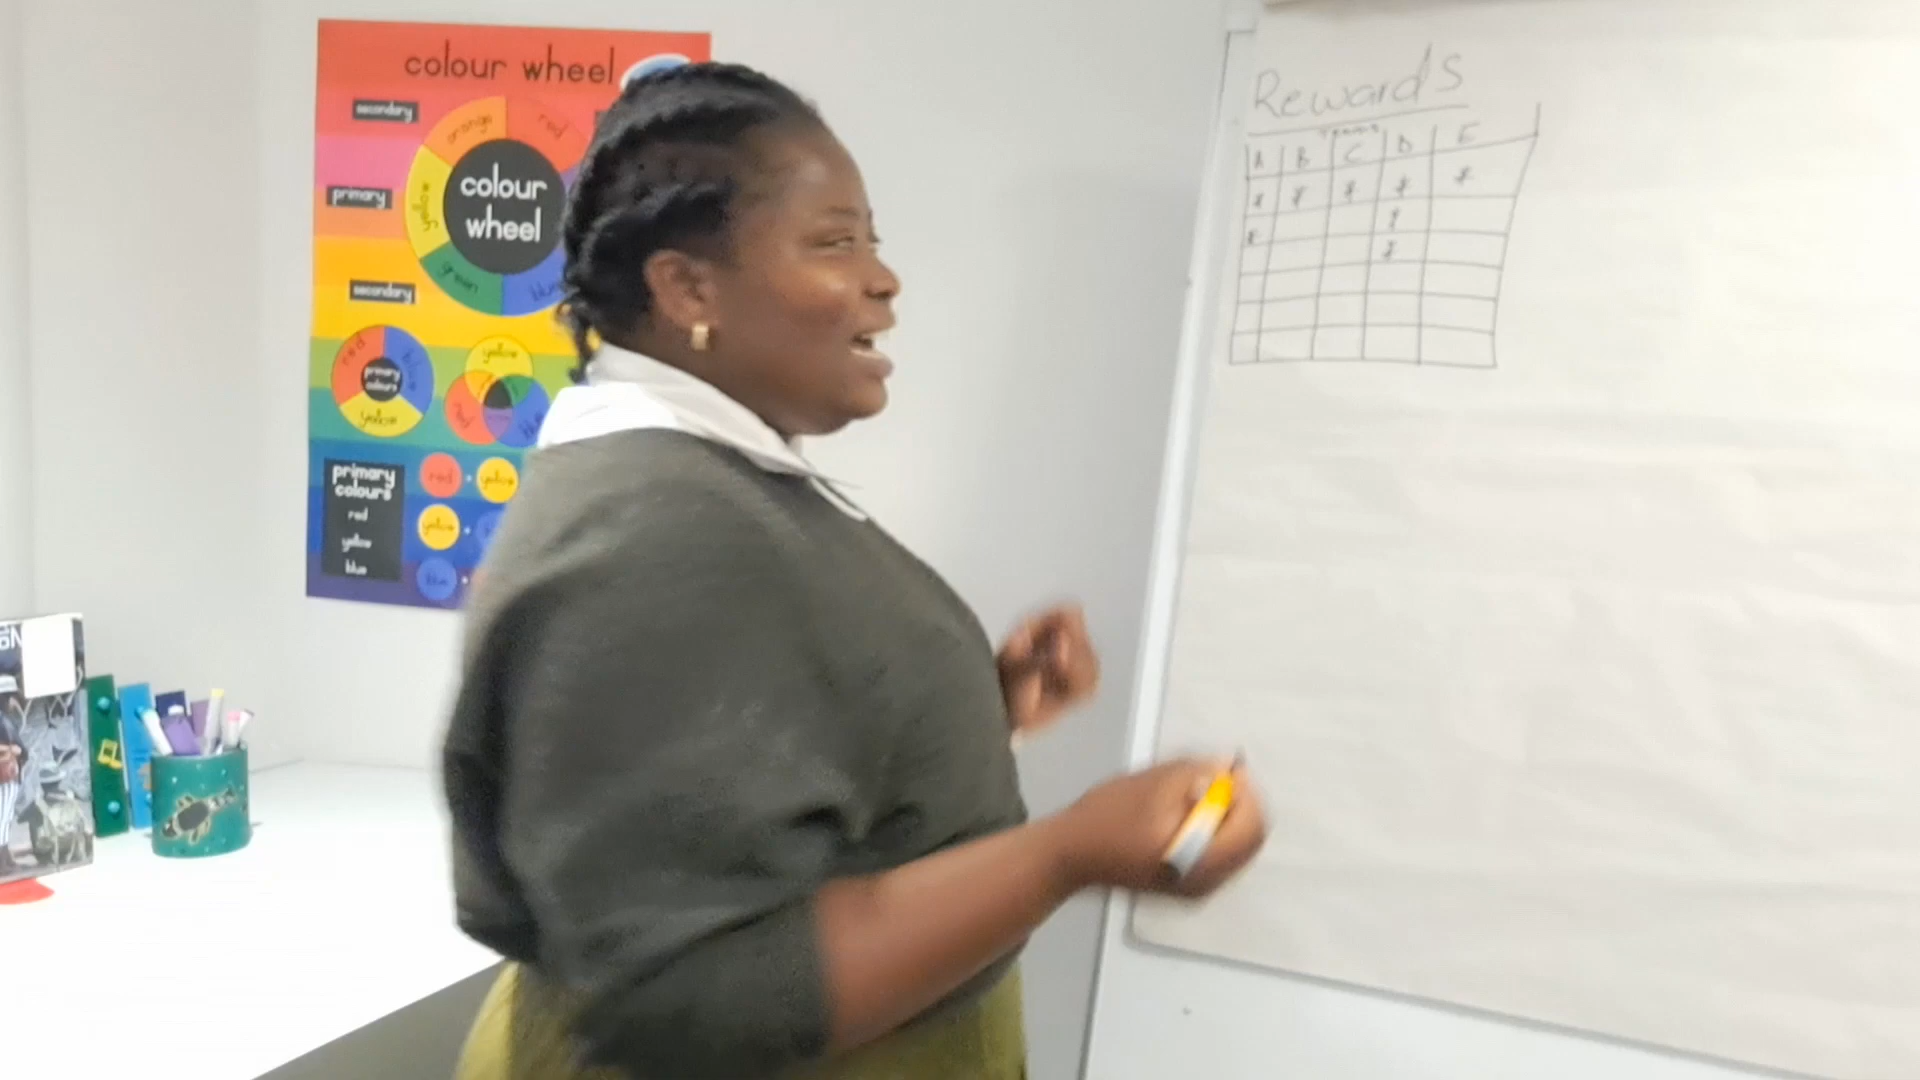 colour wheel
secondary
orange
red
primary
yellow
colour
wheel
green
blue
secondary
red
blue
primary
colours
yellow
yellow
red
blue
primary
colours
red
yellow
blue
red + yellow
yellow +
blue +
Rewards
A B C D E
* * * * *
* *
*